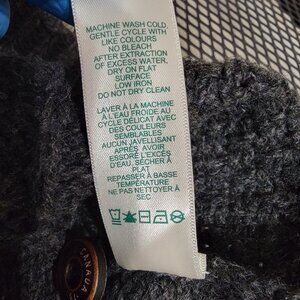 MACHINE WASH COLD
GENTLE CYCLE WITH
LIKE COLOURS
NO BLEACH
AFTER EXTRACTION
OF EXCESS WATER,
DRY ON FLAT
SURFACE
LOW IRON
DO NOT DRY CLEAN
LAVER À LA MACHINE
À L'EAU FROIDE AU
CYCLE DÉLICAT AVEC
DES COULEURS
SEMBLABLES
AUCUN JAVELLISANT
APRÈS AVOIR
ESSORÉ L'EXCÈS
D'EAU, SÉCHER À
PLAT
REPASSER À BASSE
TEMPÉRATURE
NE PAS NETTOYER À
SEC
CANADA